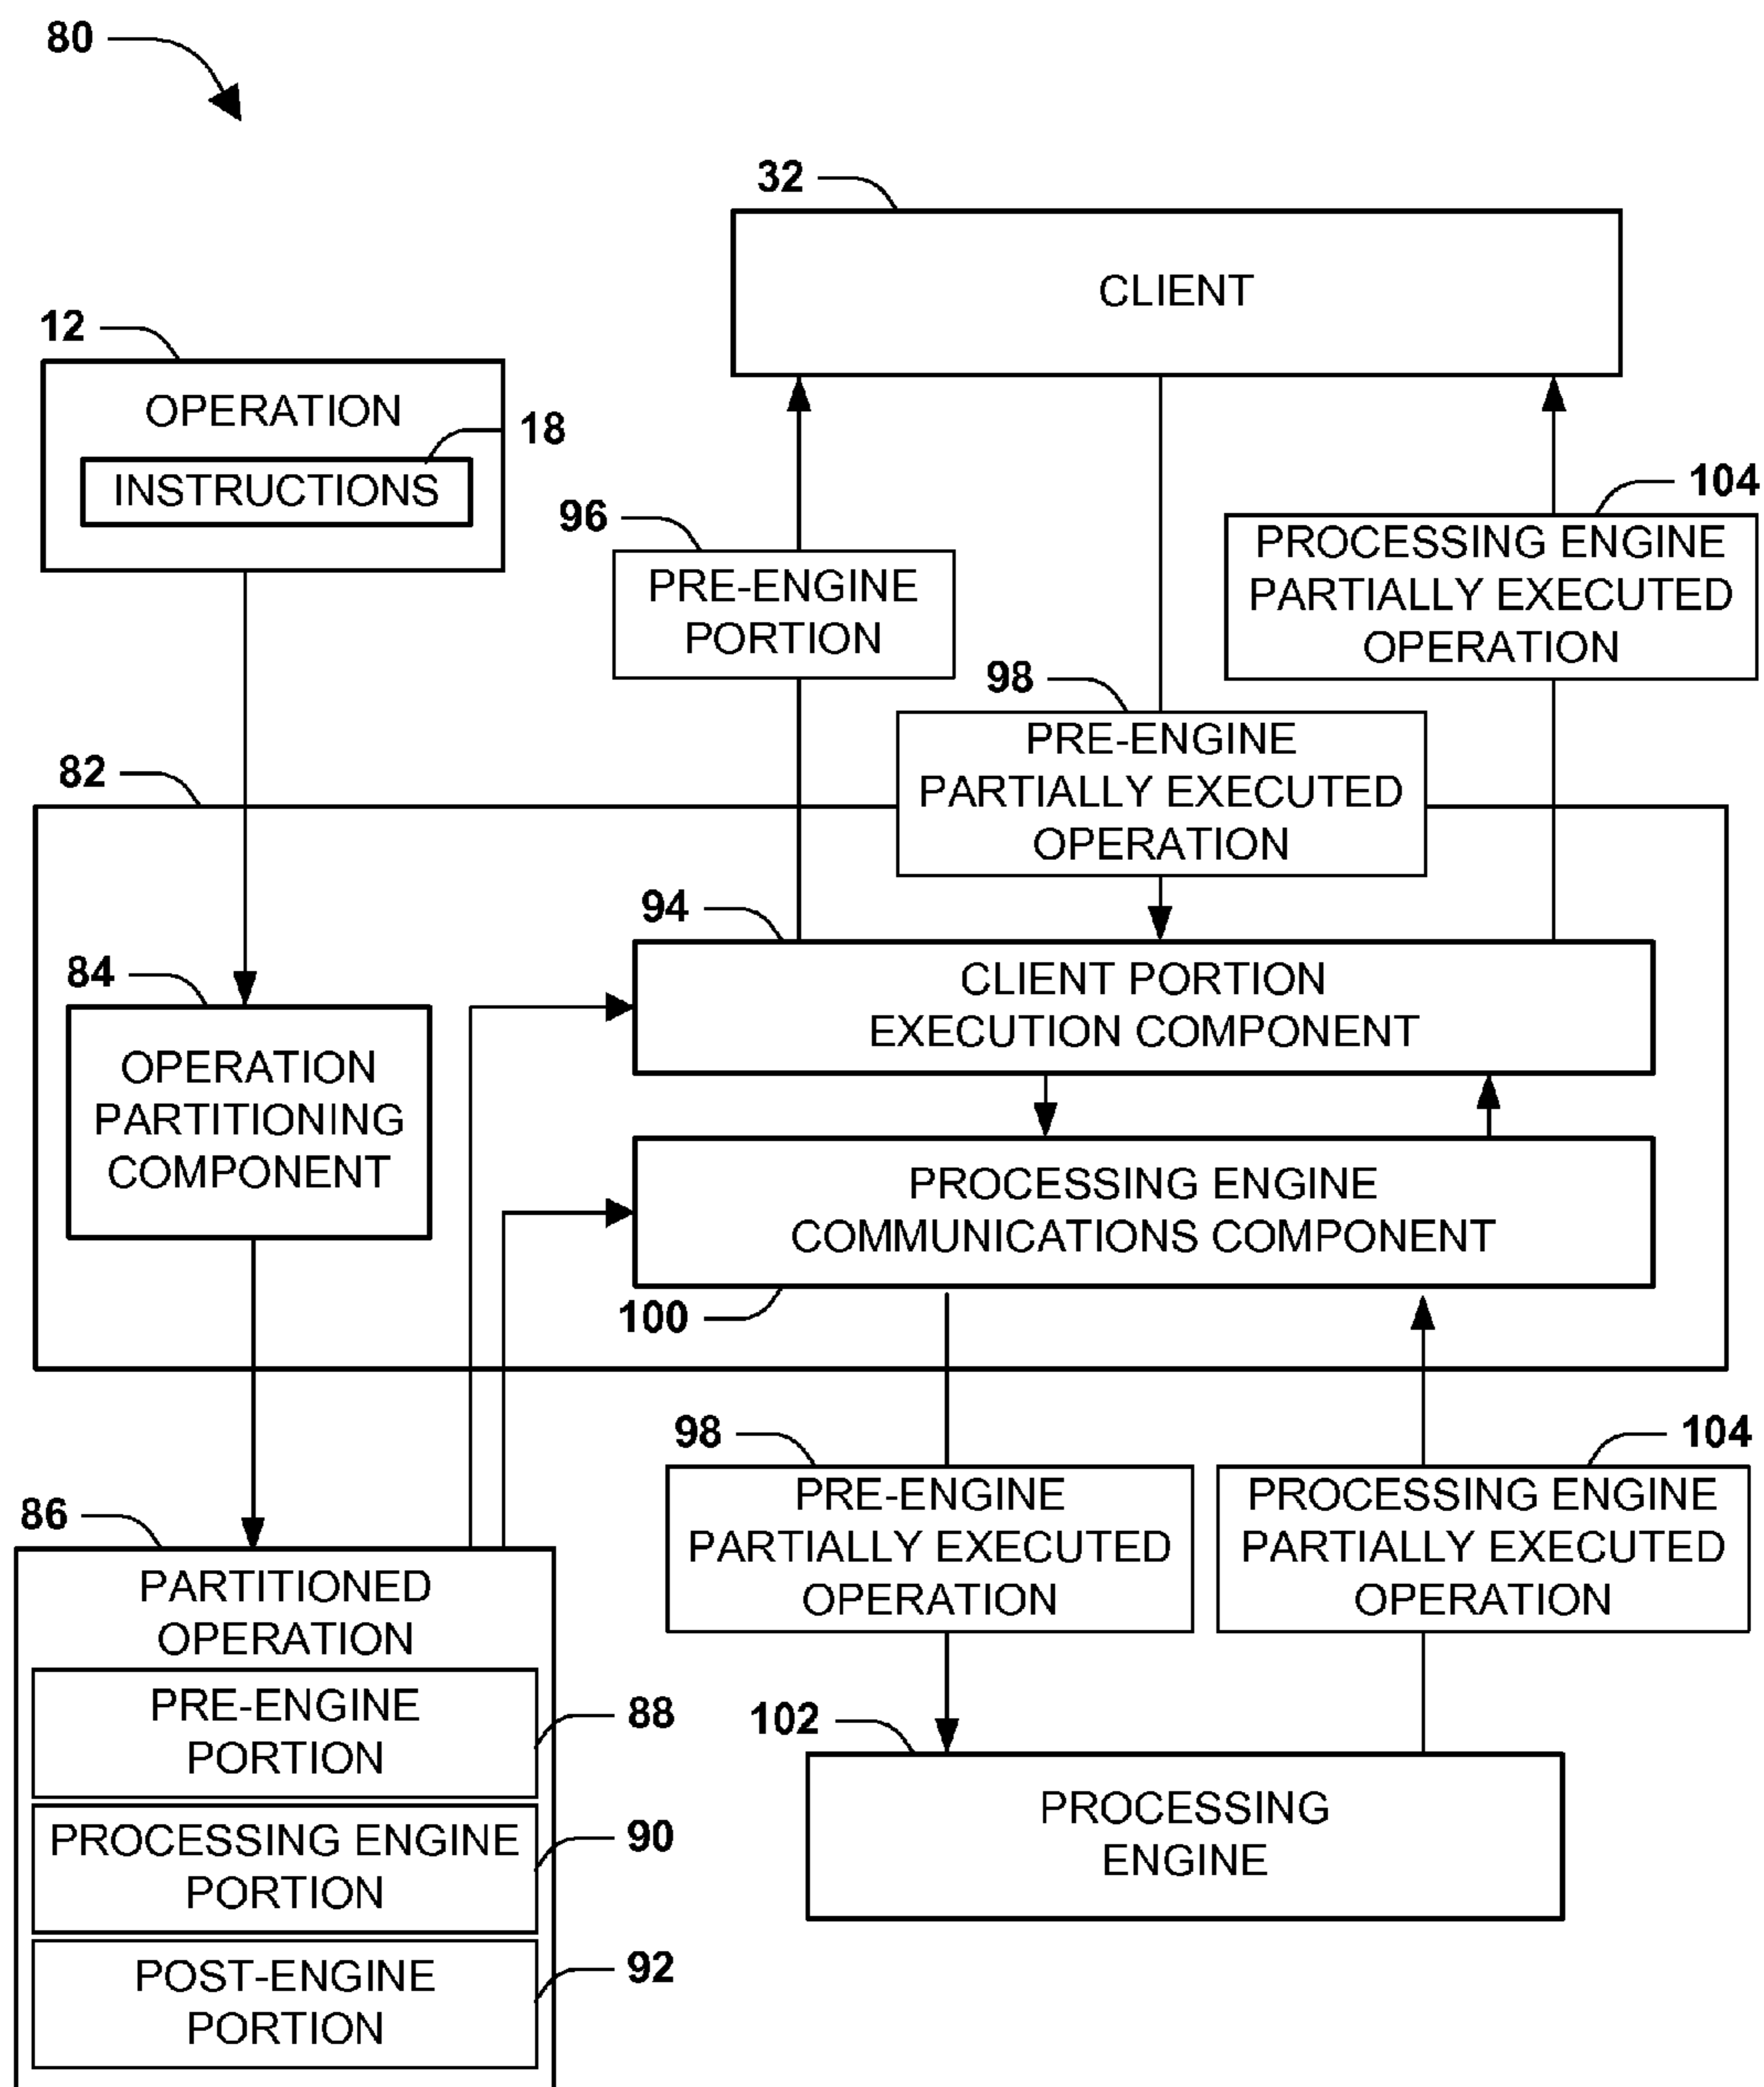 80
32
CLIENT
12
OPERATION
18
INSTRUCTIONS
96
PRE-ENGINE
PORTION
104
PROCESSING ENGINE
PARTIALLY EXECUTED
OPERATION
98
PRE-ENGINE
PARTIALLY EXECUTED
OPERATION
82
94
CLIENT PORTION
EXECUTION COMPONENT
84
OPERATION
PARTITIONING
COMPONENT
PROCESSING ENGINE
COMMUNICATIONS COMPONENT
100
98
PRE-ENGINE
PARTIALLY EXECUTED
OPERATION
104
PROCESSING ENGINE
PARTIALLY EXECUTED
OPERATION
86
PARTITIONED
OPERATION
PRE-ENGINE
PORTION
88
PROCESSING ENGINE
PORTION
90
POST-ENGINE
PORTION
92
102
PROCESSING
ENGINE